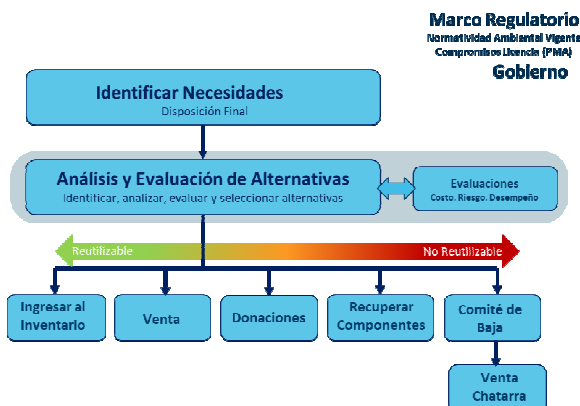 Marco Regulatorio
Normatividad Ambiental Vigente
Compromisos Licencia (PMA)
Gobierno
Identificar Necesidades
Disposición Final
Análisis y Evaluación de Alternativas
Identificar, analizar, evaluar y seleccionar alternativas
Evaluaciones
Costo. Riesgo. Desempeño
Reutilizable
No Reutilizable
Ingresar al
Inventario
Venta
Donaciones
Recuperar
Componentes
Comité de
Baja
Venta
Chatarra